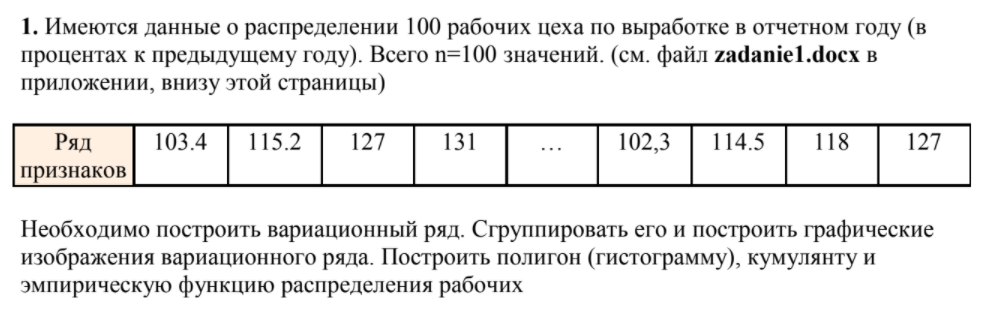 1. Имеются данные о распределении 100 рабочих цеха по выработке в отчетном году (в
процентах к предыдущему году). Всего n=100 значений. (см. файл zadanie1.docx в
приложении, внизу этой страницы)
Ряд признаков 103.4 115.2 127 131 … 102,3 114.5 118 127
Необходимо построить вариационный ряд. Сгруппировать его и построить графические
изображения вариационного ряда. Построить полигон (гистограмму), кумулянту и
эмпирическую функцию распределения рабочих